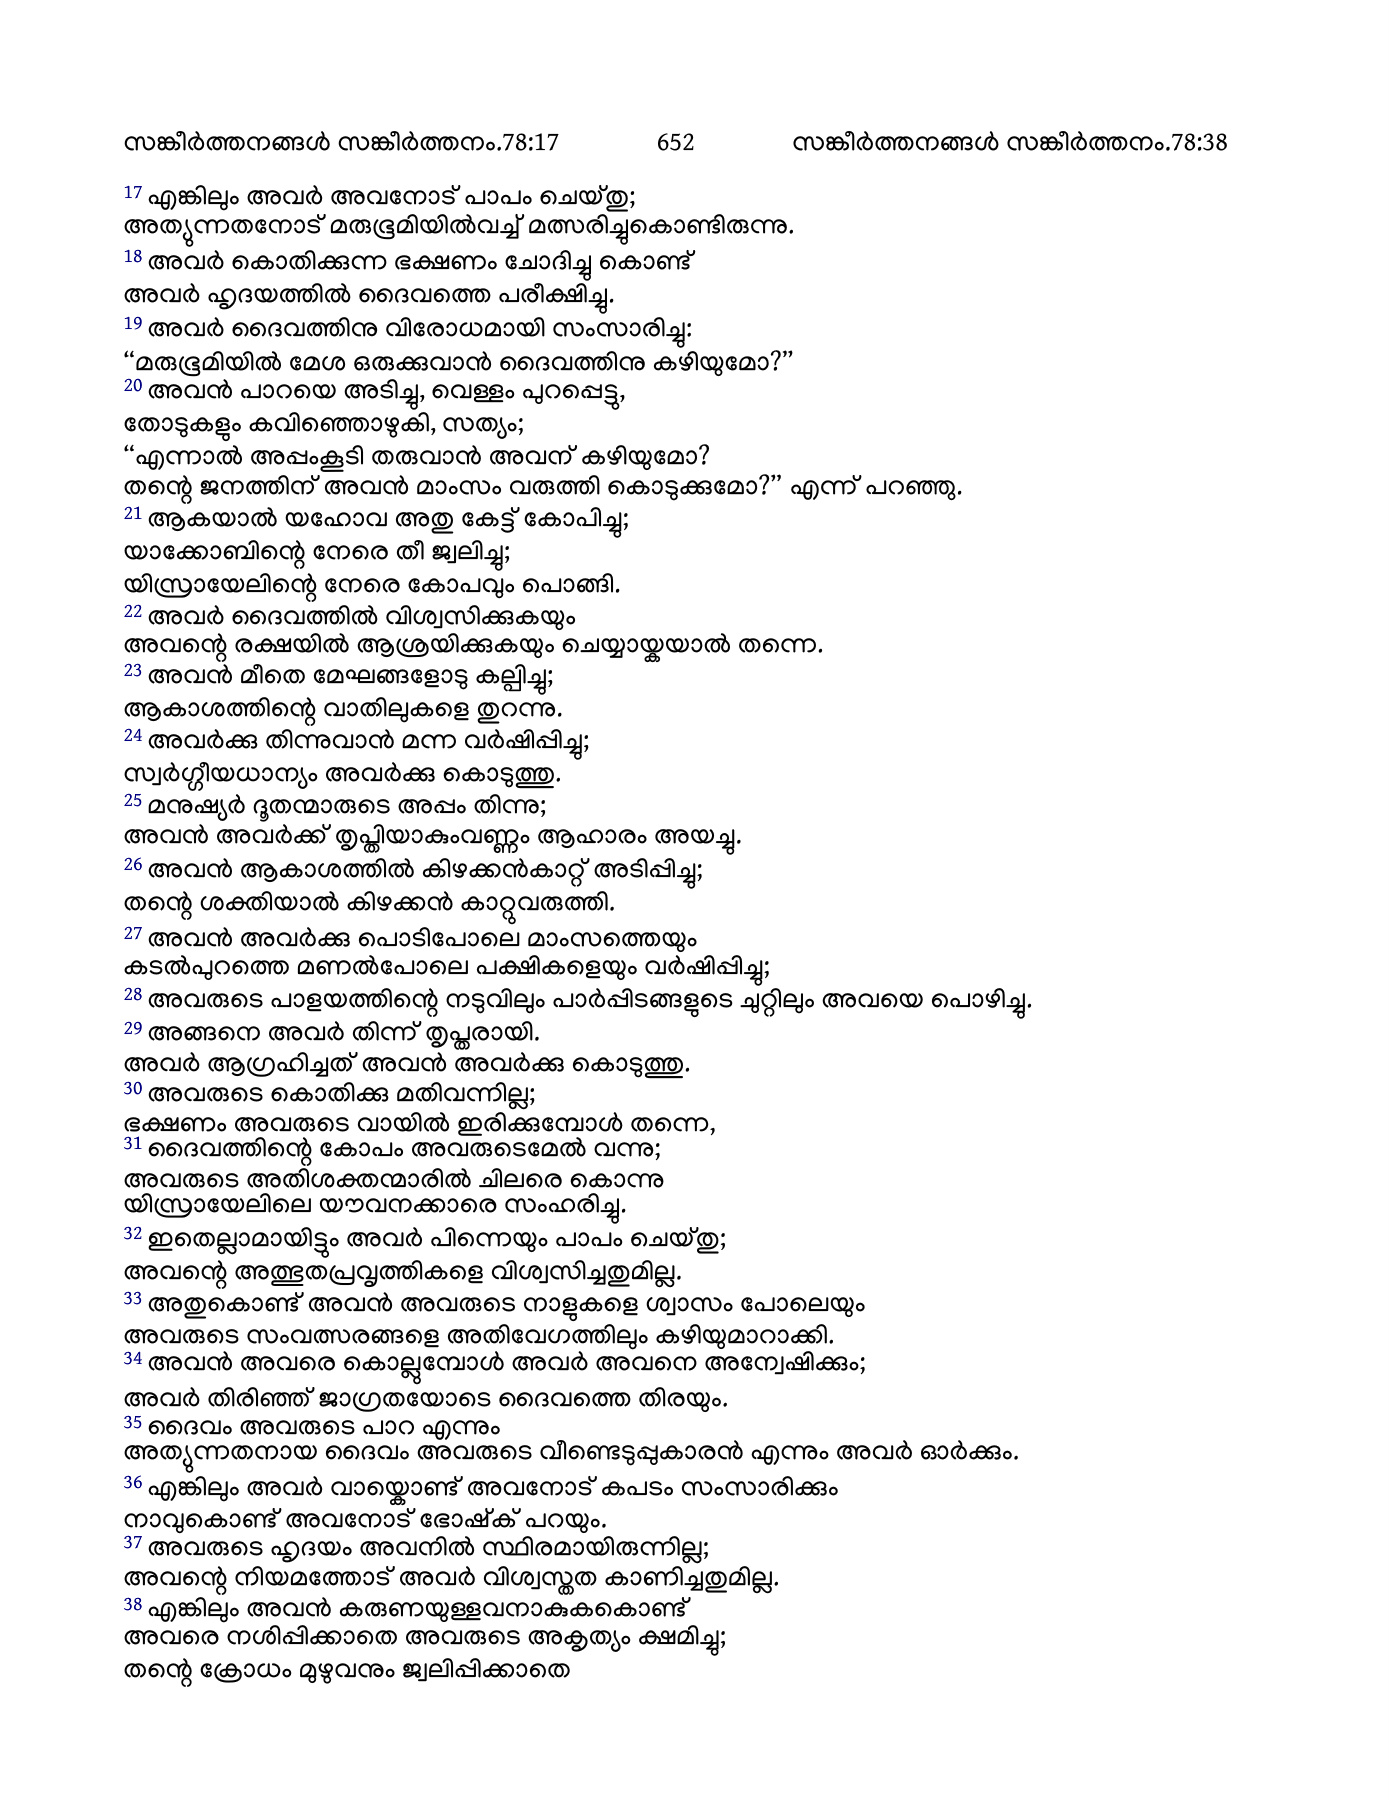 സങ്കീർത്തനങ്ങൾ സങ്കീർത്തനം.78:17 652 സങ്കീർത്തനങ്ങൾ സങ്കീർത്തനം.78:38
17 എങ്കിലും അവർ അവനോട് പാപം ചെയ്തു;
അത്യുന്നതനോട് മരുഭൂമിയിൽവച്ച് മത്സരിച്ചുകൊണ്ടിരുന്നു.
18 അവർ കൊതിക്കുന്ന ഭക്ഷണം ചോദിച്ചു കൊണ്ട്
അവർ ഹൃദയത്തിൽ ദൈവത്തെ പരീക്ഷിച്ചു.
19 അവർ ദൈവത്തിനു വിരോധമായി സംസാരിച്ചു:
“മരുഭൂമിയിൽ മേശ ഒരുക്കുവാൻ ദൈവത്തിനു കഴിയുമോ?”
20 അവൻ പാറയെ അടിച്ചു, വെള്ളം പുറപ്പെട്ടു,
തോടുകളും കവിഞ്ഞൊഴുകി, സത്യം;
“എന്നാൽ അപ്പംകൂടി തരുവാൻ അവന് കഴിയുമോ?
തന്റെ ജനത്തിന് അവൻ മാംസം വരുത്തി കൊടുക്കുമോ?” എന്ന് പറഞ്ഞു.
21 ആകയാൽ യഹോവ അതു കേട്ട് കോപിച്ചു;
യാക്കോബിന്റെ നേരെ തീ ജ്വലിച്ചു;
യിസ്രായേലിന്റെ നേരെ കോപവും പൊങ്ങി.
22 അവർ ദൈവത്തിൽ വിശ്വസിക്കുകയും
അവന്റെ രക്ഷയിൽ ആശ്രയിക്കുകയും ചെയ്യായ്കയാൽ തന്നെ.
23 അവൻ മീതെ മേഘങ്ങളോടു കല്പിച്ചു;
ആകാശത്തിന്റെ വാതിലുകളെ തുറന്നു.
24 അവർക്കു തിന്നുവാൻ മന്ന വർഷിപ്പിച്ചു;
സ്വർഗ്ഗീയധാന്യം അവർക്കു കൊടുത്തു.
25 മനുഷ്യർ ദൂതന്മാരുടെ അപ്പം തിന്നു;
അവൻ അവർക്ക് തൃപ്തിയാകുംവണ്ണം ആഹാരം അയച്ചു.
26 അവൻ ആകാശത്തിൽ കിഴക്കൻകാറ്റ് അടിപ്പിച്ചു;
തന്റെ ശക്തിയാൽ കിഴക്കൻ കാറ്റുവരുത്തി.
27 അവൻ അവർക്കു പൊടിപോലെ മാംസത്തെയും
കടൽപുറത്തെ മണൽപോലെ പക്ഷികളെയും വർഷിപ്പിച്ചു;
28 അവരുടെ പാളയത്തിന്റെ നടുവിലും പാർപ്പിടങ്ങളുടെ ചുറ്റിലും അവയെ പൊഴിച്ചു.
29 അങ്ങനെ അവർ തിന്ന് തൃപ്തരായി.
അവർ ആഗ്രഹിച്ചത് അവൻ അവർക്കു കൊടുത്തു.
30 അവരുടെ കൊതിക്കു മതിവന്നില്ല;
ഭക്ഷണം അവരുടെ വായിൽ ഇരിക്കുമ്പോൾ തന്നെ,
31 ദൈവത്തിന്റെ കോപം അവരുടെമേൽ വന്നു;
അവരുടെ അതിശക്തന്മാരിൽ ചിലരെ കൊന്നു
യിസ്രായേലിലെ യൗവനക്കാരെ സംഹരിച്ചു.
32 ഇതെല്ലാമായിട്ടും അവർ പിന്നെയും പാപം ചെയ്തു;
അവന്റെ അത്ഭുതപ്രവൃത്തികളെ വിശ്വസിച്ചതുമില്ല.
33 അതുകൊണ്ട് അവൻ അവരുടെ നാളുകളെ ശ്വാസം പോലെയും
അവരുടെ സംവത്സരങ്ങളെ അതിവേഗത്തിലും കഴിയുമാറാക്കി.
34 അവൻ അവരെ കൊല്ലുമ്പോൾ അവർ അവനെ അന്വേഷിക്കും;
അവർ തിരിഞ്ഞ് ജാഗ്രതയോടെ ദൈവത്തെ തിരയും.
35 ദൈവം അവരുടെ പാറ എന്നും
അത്യുന്നതനായ ദൈവം അവരുടെ വീണ്ടെടുപ്പുകാരൻ എന്നും അവർ ഓർക്കും.
36 എങ്കിലും അവർ വായ്കൊണ്ട് അവനോട് കപടം സംസാരിക്കും
നാവുകൊണ്ട് അവനോട് ഭോഷ്ക് പറയും.
37 അവരുടെ ഹൃദയം അവനിൽ സ്ഥിരമായിരുന്നില്ല;
അവന്റെ നിയമത്തോട് അവർ വിശ്വസ്തത കാണിച്ചതുമില്ല.
38 എങ്കിലും അവൻ കരുണയുള്ളവനാകുകകൊണ്ട്
അവരെ നശിപ്പിക്കാതെ അവരുടെ അകൃത്യം ക്ഷമിച്ചു;
തന്റെ ക്രോധം മുഴുവനും ജ്വലിപ്പിക്കാതെ